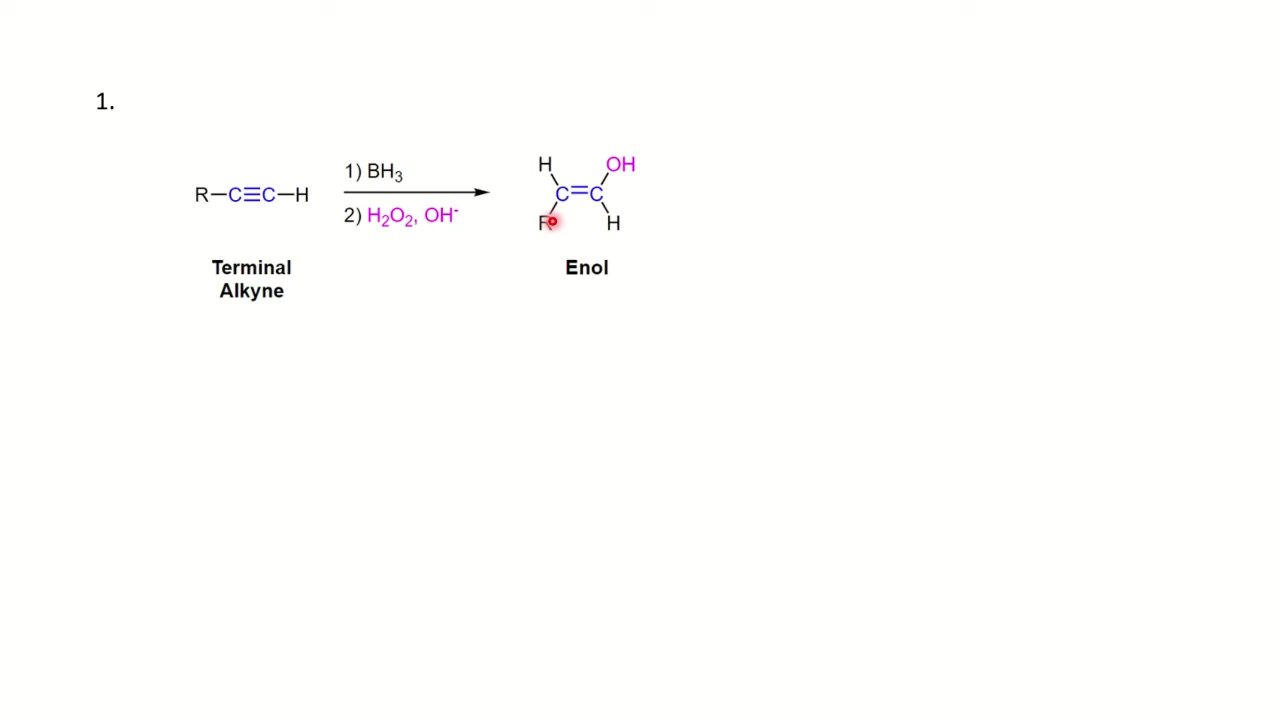 1.
1) BH₃
R−C≡C−H
2) H₂O₂, OH⁻
H OH
C=C
R H
Terminal
Alkyne
Enol